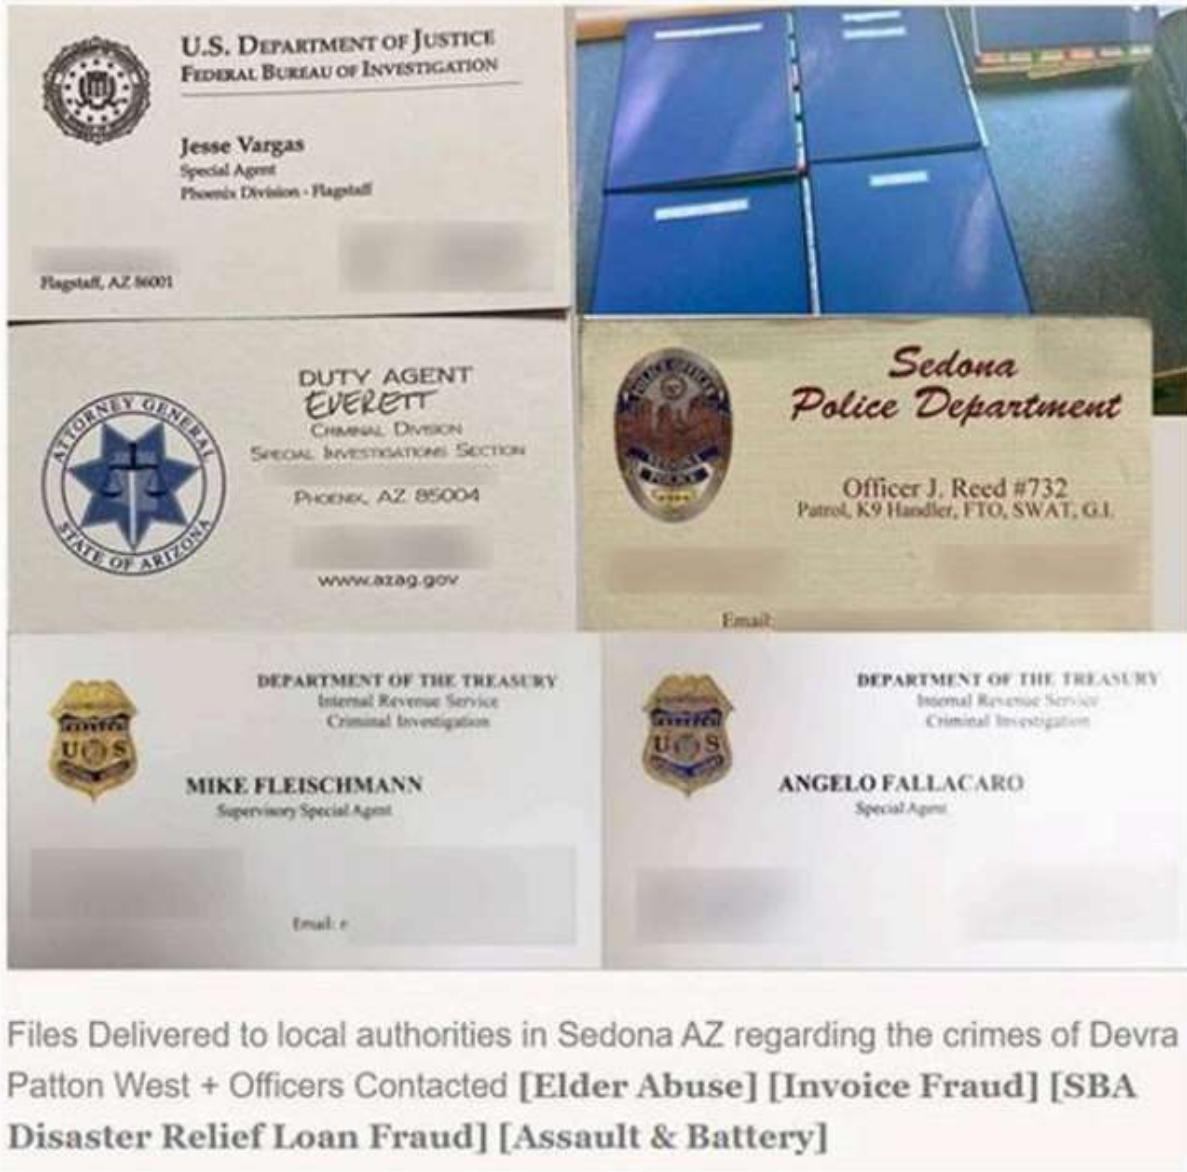 U.S. DEPARTMENT OF JUSTICE
FEDERAL BUREAU OF INVESTIGATION
Jesse Vargas
Special Agent
Phoenix Division - Flagstaff
Flagstaff, AZ 86001
DUTY AGENT
EVERETT
CRIMINAL DIVISION
SPECIAL INVESTIGATIONS SECTION
PHOENIX, AZ 85004
www.azag.gov
ATTORNEY GENERAL
STATE OF ARIZONA
Sedona
Police Department
Officer J. Reed #732
Patrol, K9 Handler, FTO, SWAT, G.I.
Email:
POLICE OFFICER
SEDONA
POLICE
DEPARTMENT OF THE TREASURY
Internal Revenue Service
Criminal Investigation
U S
MIKE FLEISCHMANN
Supervisory Special Agent
Email: r
DEPARTMENT OF THE TREASURY
Internal Revenue Service
Criminal Investigation
U S
ANGELO FALLACARO
Special Agent
Files Delivered to local authorities in Sedona AZ regarding the crimes of Devra
Patton West + Officers Contacted [Elder Abuse] [Invoice Fraud] [SBA
Disaster Relief Loan Fraud] [Assault & Battery]